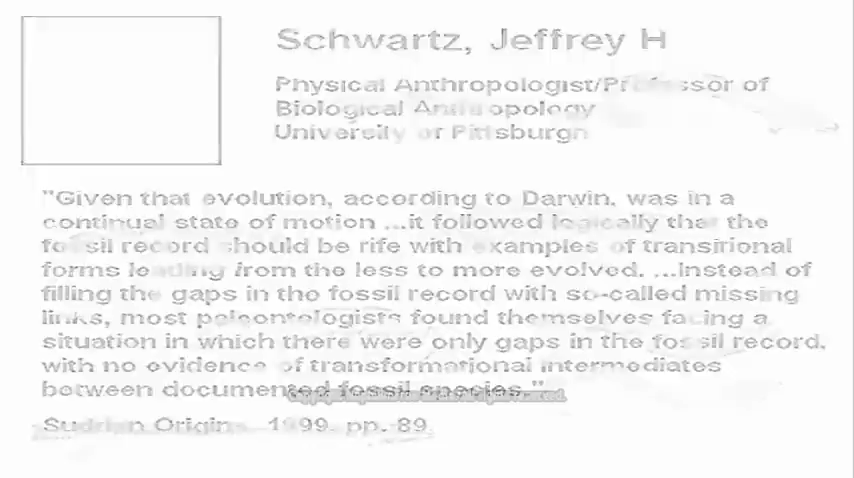 Schwartz, Jeffrey H
Physical Anthropologist/Professor of
Biological Anthropology
University of Pittsburgh
"Given that evolution, according to Darwin, was in a
continual state of motion ...it followed logically that the
fossil record should be rife with examples of transitional
forms leading from the less to more evolved. ...Instead of
filling the gaps in the fossil record with so-called missing
links, most paleontologists found themselves facing a
situation in which there were only gaps in the fossil record,
with no evidence of transformational intermediates
between documented fossil species."
Sudden Origins, 1999, pp. 89